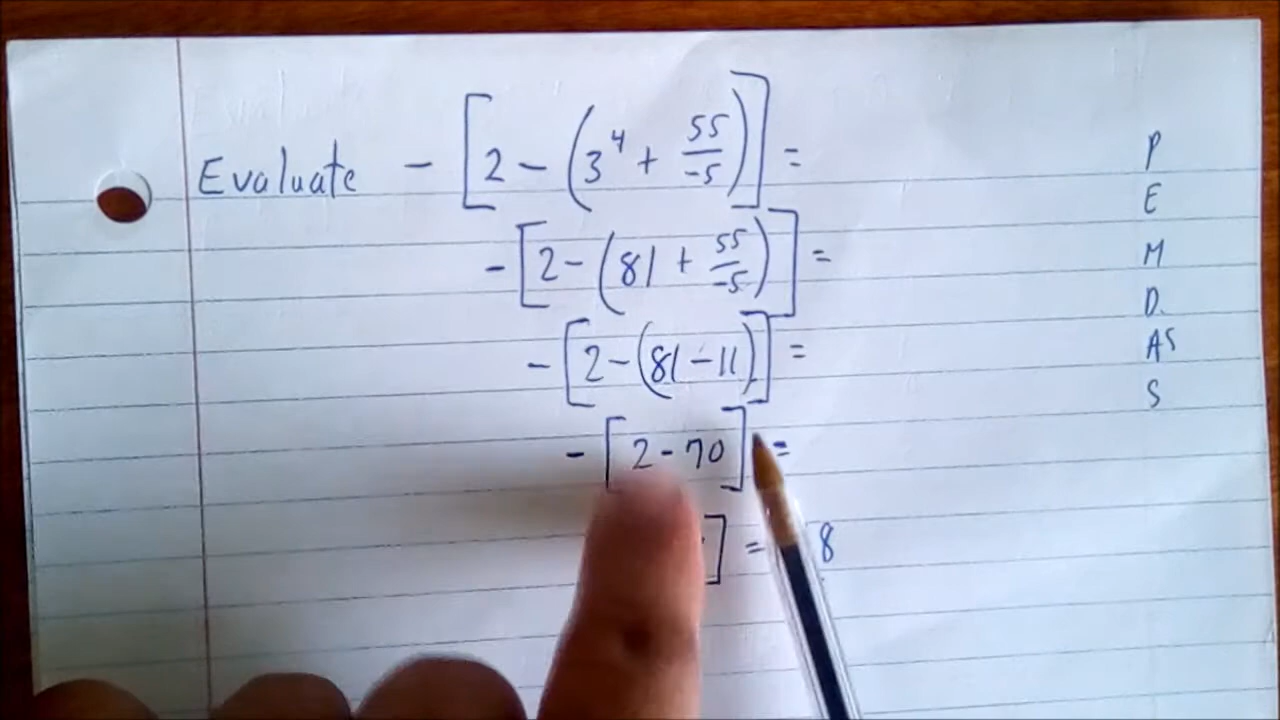 Evaluate - [2 - (3⁴ + 55/-5)] =
- [2 - (81 + 55/-5)] =
- [2 - (81 - 11)] =
- [2 - 70] =
] = 8
P
E
M
D.
AS
S